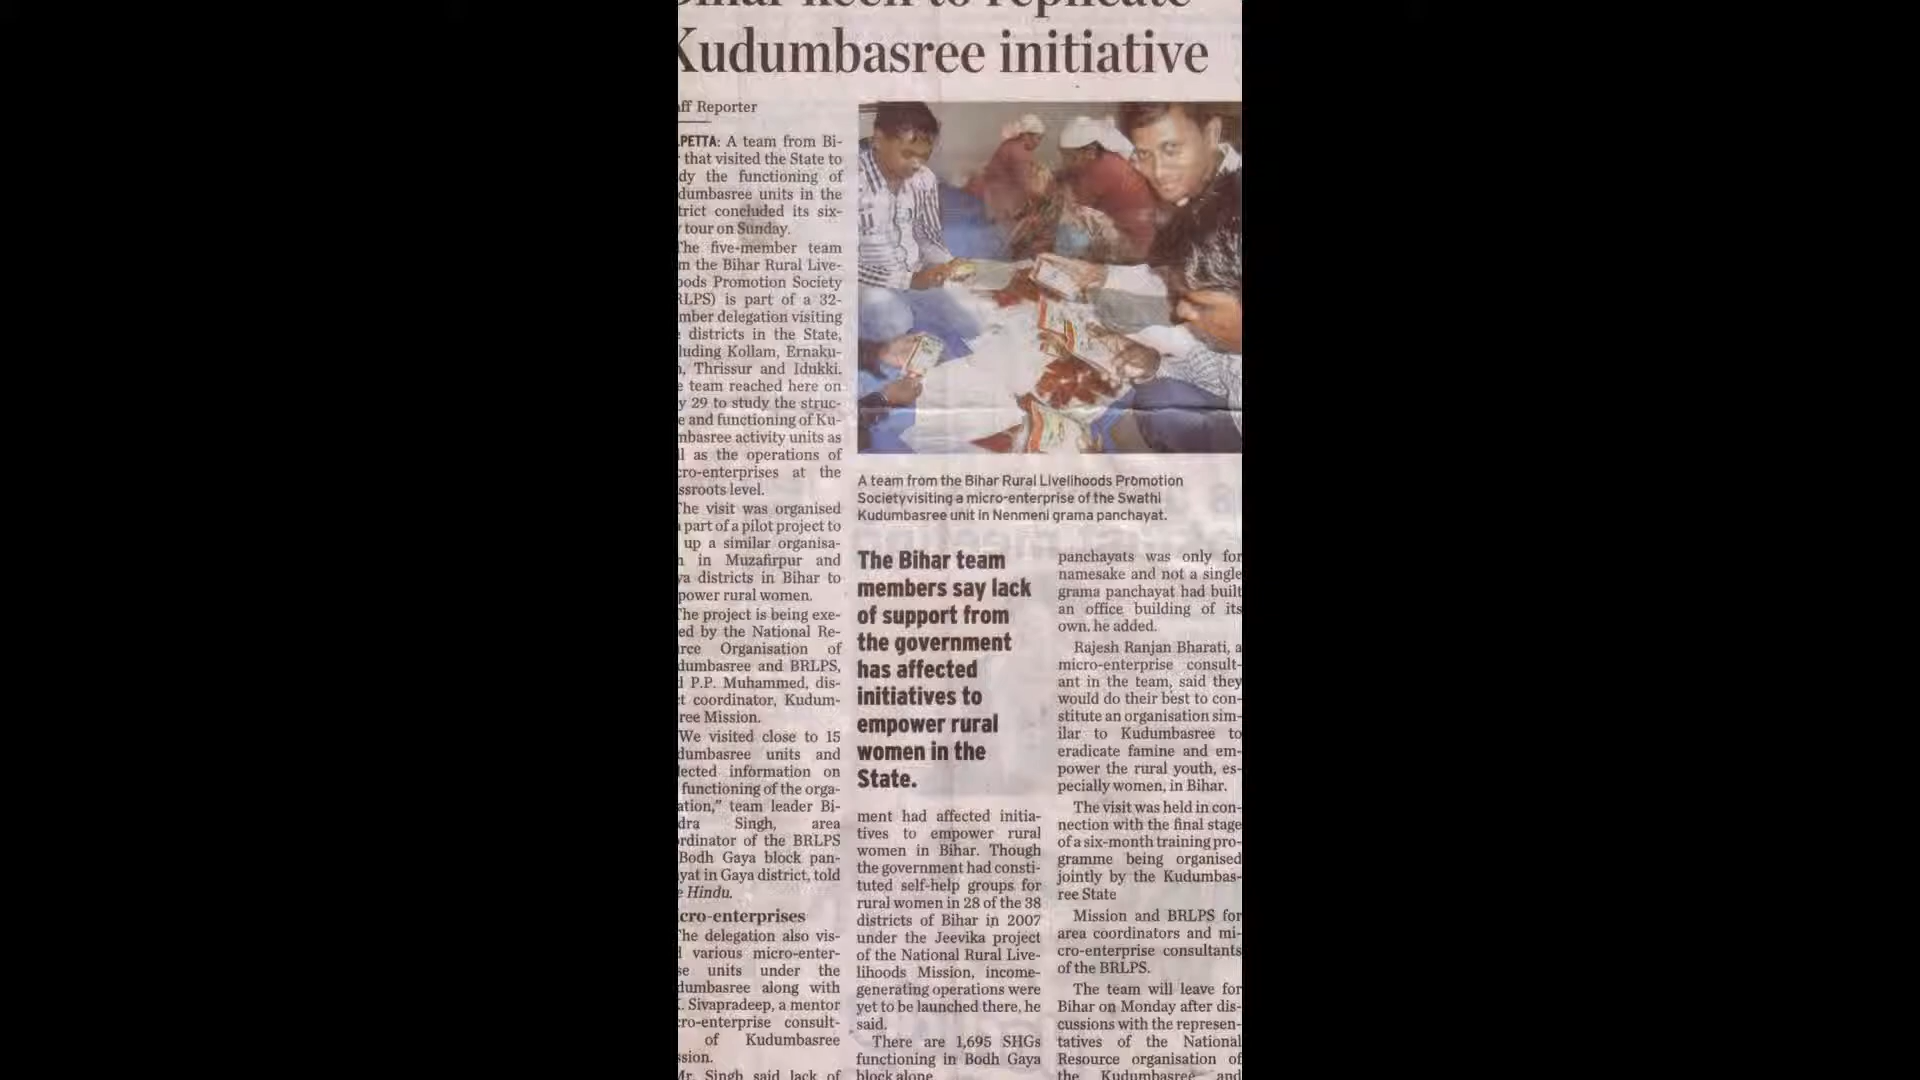 Bihar keen to replicate
Kudumbasree initiative
ff Reporter
PETTA: A team from Bi-
that visited the State to
dy the functioning of
dumbasree units in the
trict concluded its six-
tour on Sunday.
The five-member team
m the Bihar Rural Live-
oods Promotion Society
RLPS) is part of a 32-
mber delegation visiting
districts in the State,
luding Kollam, Ernaku-
, Thrissur and Idukki.
e team reached here on
y 29 to study the struc-
e and functioning of Ku-
mbasree activity units as
l as the operations of
cro-enterprises at the
ssroots level.
The visit was organised
part of a pilot project to
up a similar organisa-
n in Muzafirpur and
ya districts in Bihar to
power rural women.
The project is being exe-
ed by the National Re-
rce Organisation of
dumbasree and BRLPS,
d P.P. Muhammed, dis-
ct coordinator, Kudum-
ree Mission.
We visited close to 15
dumbasree units and
lected information on
functioning of the orga-
ation,” team leader Bi-
dra Singh, area
rdinator of the BRLPS
Bodh Gaya block pan-
yat in Gaya district, told
e Hindu.
cro-enterprises
The delegation also vis-
d various micro-enter-
se units under the
dumbasree along with
. Sivapradeep, a mentor
cro-enterprise consult-
of Kudumbasree
ssion.
Mr. Singh said lack of
A team from the Bihar Rural Livelihoods Promotion
Societyvisiting a micro-enterprise of the Swathi
Kudumbasree unit in Nenmeni grama panchayat.
The Bihar team
members say lack
of support from
the government
has affected
initiatives to
empower rural
women in the
State.
ment had affected initia-
tives to empower rural
women in Bihar. Though
the government had consti-
tuted self-help groups for
rural women in 28 of the 38
districts of Bihar in 2007
under the Jeevika project
of the National Rural Live-
lihoods Mission, income-
generating operations were
yet to be launched there, he
said.
There are 1,695 SHGs
functioning in Bodh Gaya
block alone.
panchayats was only for
namesake and not a single
grama panchayat had built
an office building of its
own, he added.
Rajesh Ranjan Bharati, a
micro-enterprise consult-
ant in the team, said they
would do their best to con-
stitute an organisation sim-
ilar to Kudumbasree to
eradicate famine and em-
power the rural youth, es-
pecially women, in Bihar.
The visit was held in con-
nection with the final stage
of a six-month training pro-
gramme being organised
jointly by the Kudumbas-
ree State
Mission and BRLPS for
area coordinators and mi-
cro-enterprise consultants
of the BRLPS.
The team will leave for
Bihar on Monday after dis-
cussions with the represen-
tatives of the National
Resource organisation of
the Kudumbasree and